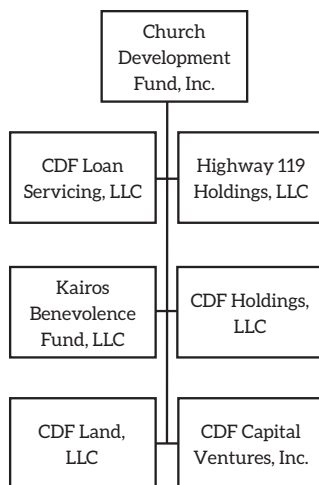 Church
Development
Fund, Inc.
CDF Loan
Servicing, LLC
Highway 119
Holdings, LLC
Kairos
Benevolence
Fund, LLC
CDF Holdings,
LLC
CDF Land,
LLC
CDF Capital
Ventures, Inc.